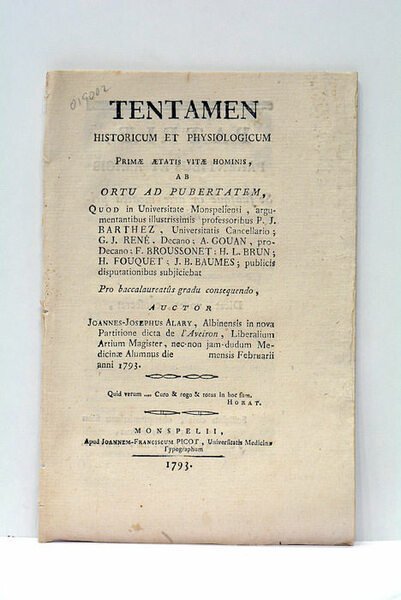 019002
TENTAMEN
HISTORICUM ET PHYSIOLOGICUM
PRIMÆ ÆTATIS VITÆ HOMINIS,
AB
ORTU AD PUBERTATEM,
QUOD in Universitate Monspeliensi, argu-
mentantibus illustrissimis professoribus P. J.
BARTHEZ, Universitatis Cancellario;
G. J. RENÉ, Decano; A. GOUAN, pro-
Decano; F. BROUSSONET; H. L. BRUN;
H. FOUQUET; J. B. BAUMES; publicis
disputationibus subjiciebat
Pro baccalaureatûs gradu consequendo,
AUCTOR
JOANNES-JOSEPHUS ALARY, Albinensis in nova
Partitione dicta de l'Aveiron, Liberalium
Artium Magister, nec-non jam-dudum Me-
dicinæ Alumnus die mensis Februarii
anni 1793.
Quid verum .... Curo & rogo & totus in hoc sum.
HORAT.
MONSPELII,
Apud JOANNEM-FRANCISCUM PICOT, Universitatis Medicinæ
Typographum
1793.